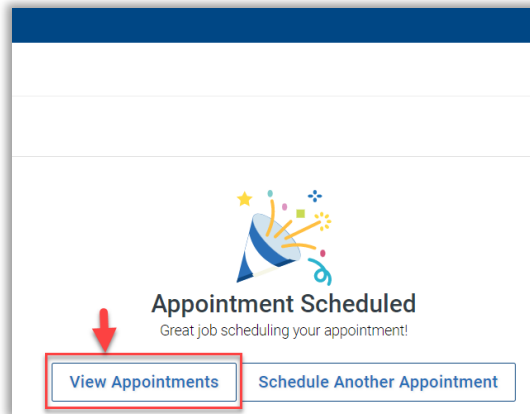 Appointment Scheduled
Great job scheduling your appointment!
View Appointments Schedule Another Appointment